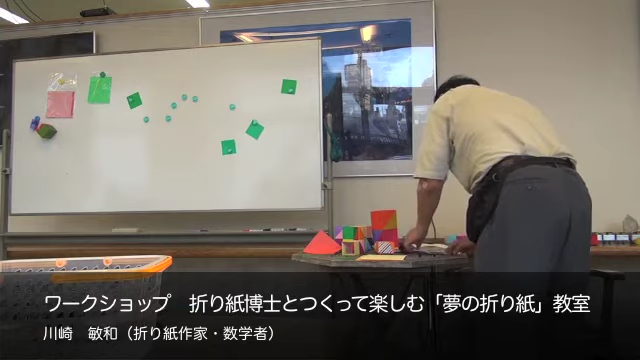 ワークショップ　折り紙博士とつくって楽しむ「夢の折り紙」教室
川崎　敏和（折り紙作家・数学者）